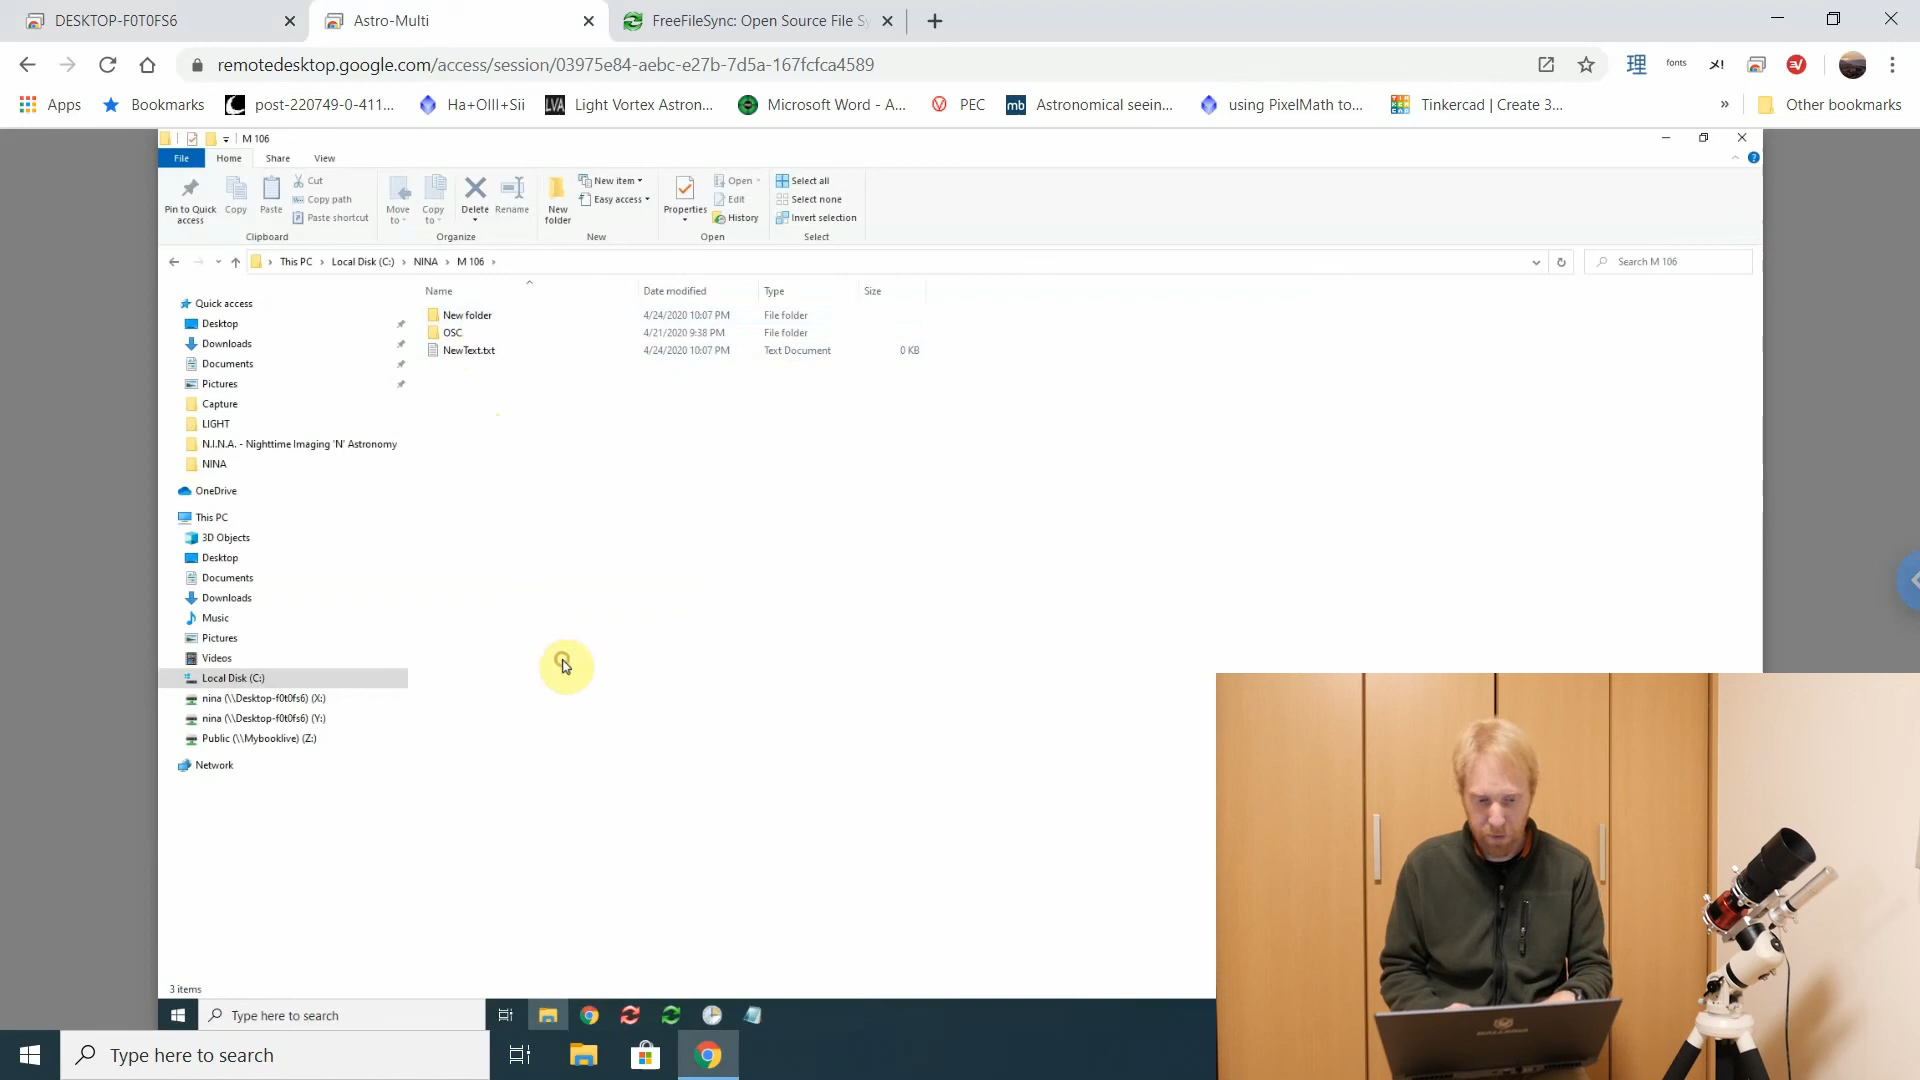 DESKTOP-F0T0FS6
Astro-Multi
FreeFileSync: Open Source File Sy
remotedesktop.google.com/access/session/03975e84-aebc-e27b-7d5a-167fcfca4589
理
fonts
Apps
Bookmarks
post-220749-0-411...
Ha+OIII+Sii
LVA
Light Vortex Astron...
Microsoft Word - A...
PEC
mb
Astronomical seein...
using PixelMath to...
Tinkercad | Create 3...
»
Other bookmarks
M 106
File
Home
Share
View
Pin to Quick access
Copy
Paste
Cut
Copy path
Paste shortcut
Move to
Copy to
Delete
Rename
New folder
New item
Easy access
Properties
Open
Edit
History
Select all
Select none
Invert selection
Clipboard
Organize
New
Open
Select
This PC > Local Disk (C:) > NINA > M 106 >
Search M 106
Name
Date modified
Type
Size
New folder 4/24/2020 10:07 PM File folder
OSC 4/21/2020 9:38 PM File folder
NewText.txt 4/24/2020 10:07 PM Text Document 0 KB
Quick access
Desktop
Downloads
Documents
Pictures
Capture
LIGHT
N.I.N.A. - Nighttime Imaging 'N' Astronomy
NINA
OneDrive
This PC
3D Objects
Desktop
Documents
Downloads
Music
Pictures
Videos
Local Disk (C:)
nina (\\Desktop-f0t0fs6) (X:)
nina (\\Desktop-f0t0fs6) (Y:)
Public (\\Mybooklive) (Z:)
Network
3 items
Type here to search
Type here to search